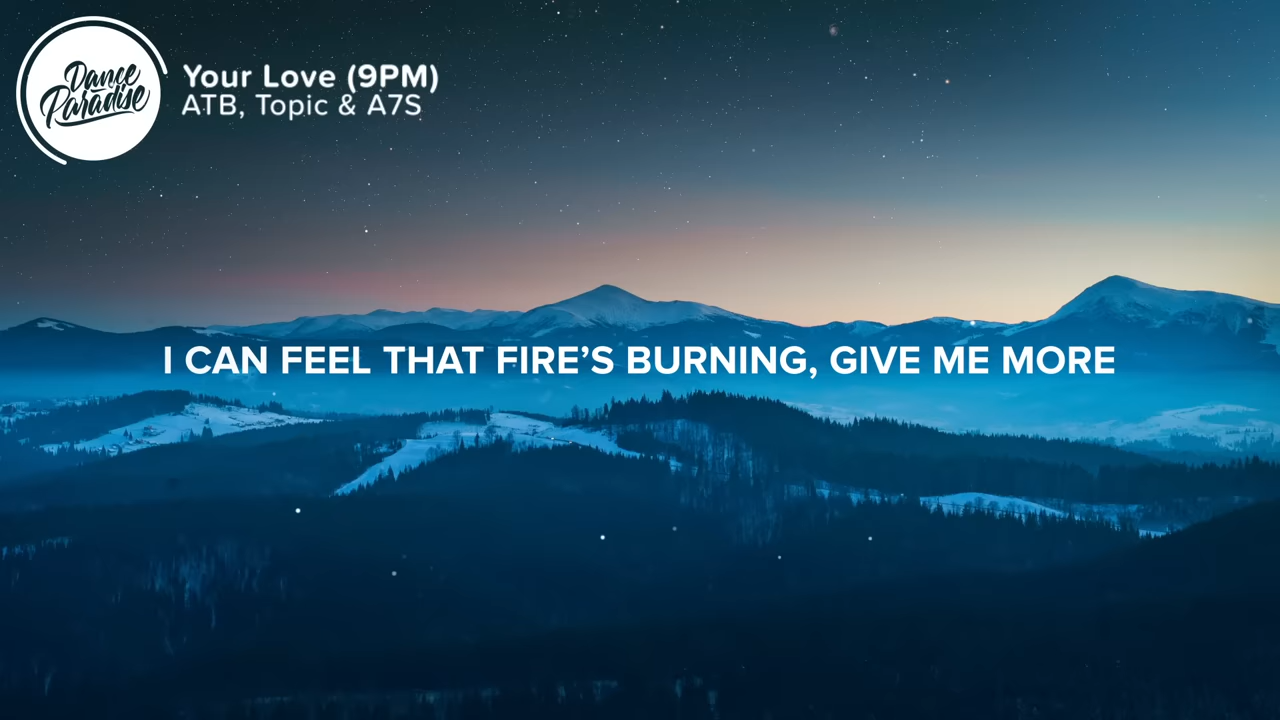 Dance
Paradise
Your Love (9PM)
ATB, Topic & A7S
I CAN FEEL THAT FIRE’S BURNING, GIVE ME MORE